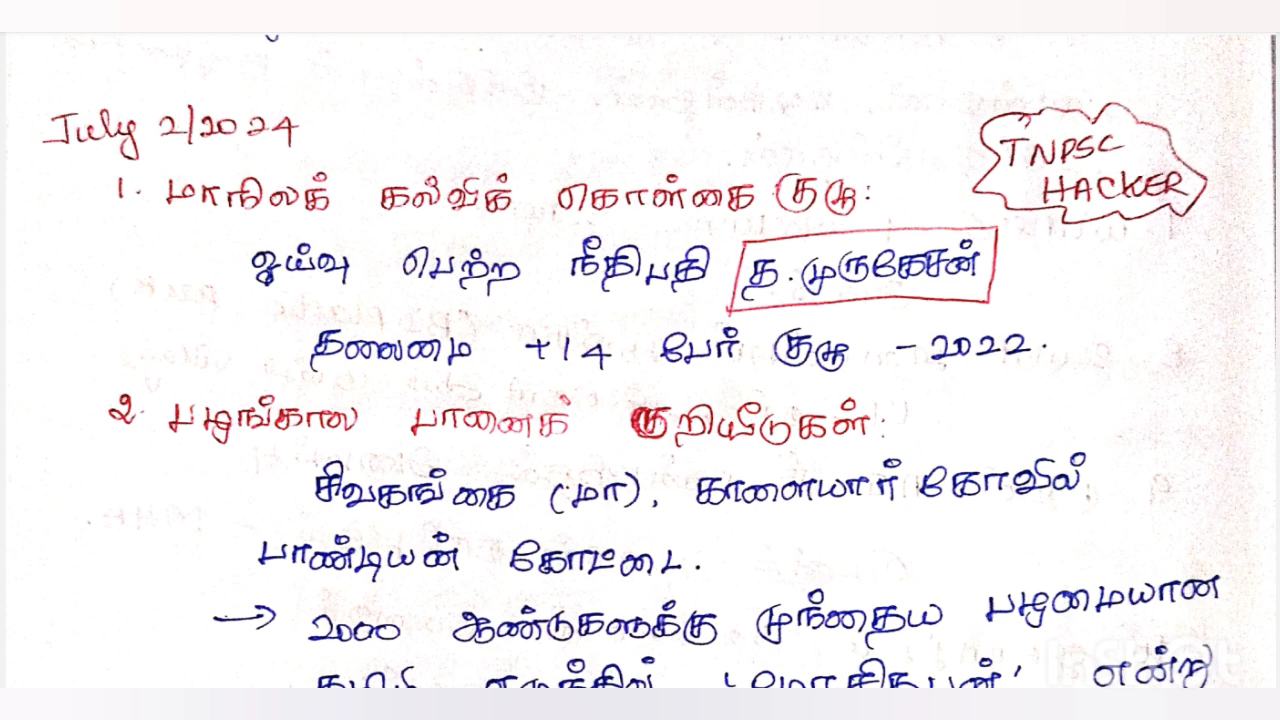 July 2/2024
TNPSC
HACKER
1. மாநிலக் கல்விக் கொள்கை குழு:
ஓய்வு பெற்ற நீதிபதி த.முருகேசன்
தலைமை +14 பேர் குழு - 2022.
2. பழங்கால பானைக் குறியீடுகள்:
சிவகங்கை (மா), காளையார் கோவில்
பாண்டியன் கோட்டை.
→ 2000 ஆண்டுகளுக்கு முந்தைய பழமையான
என்ற